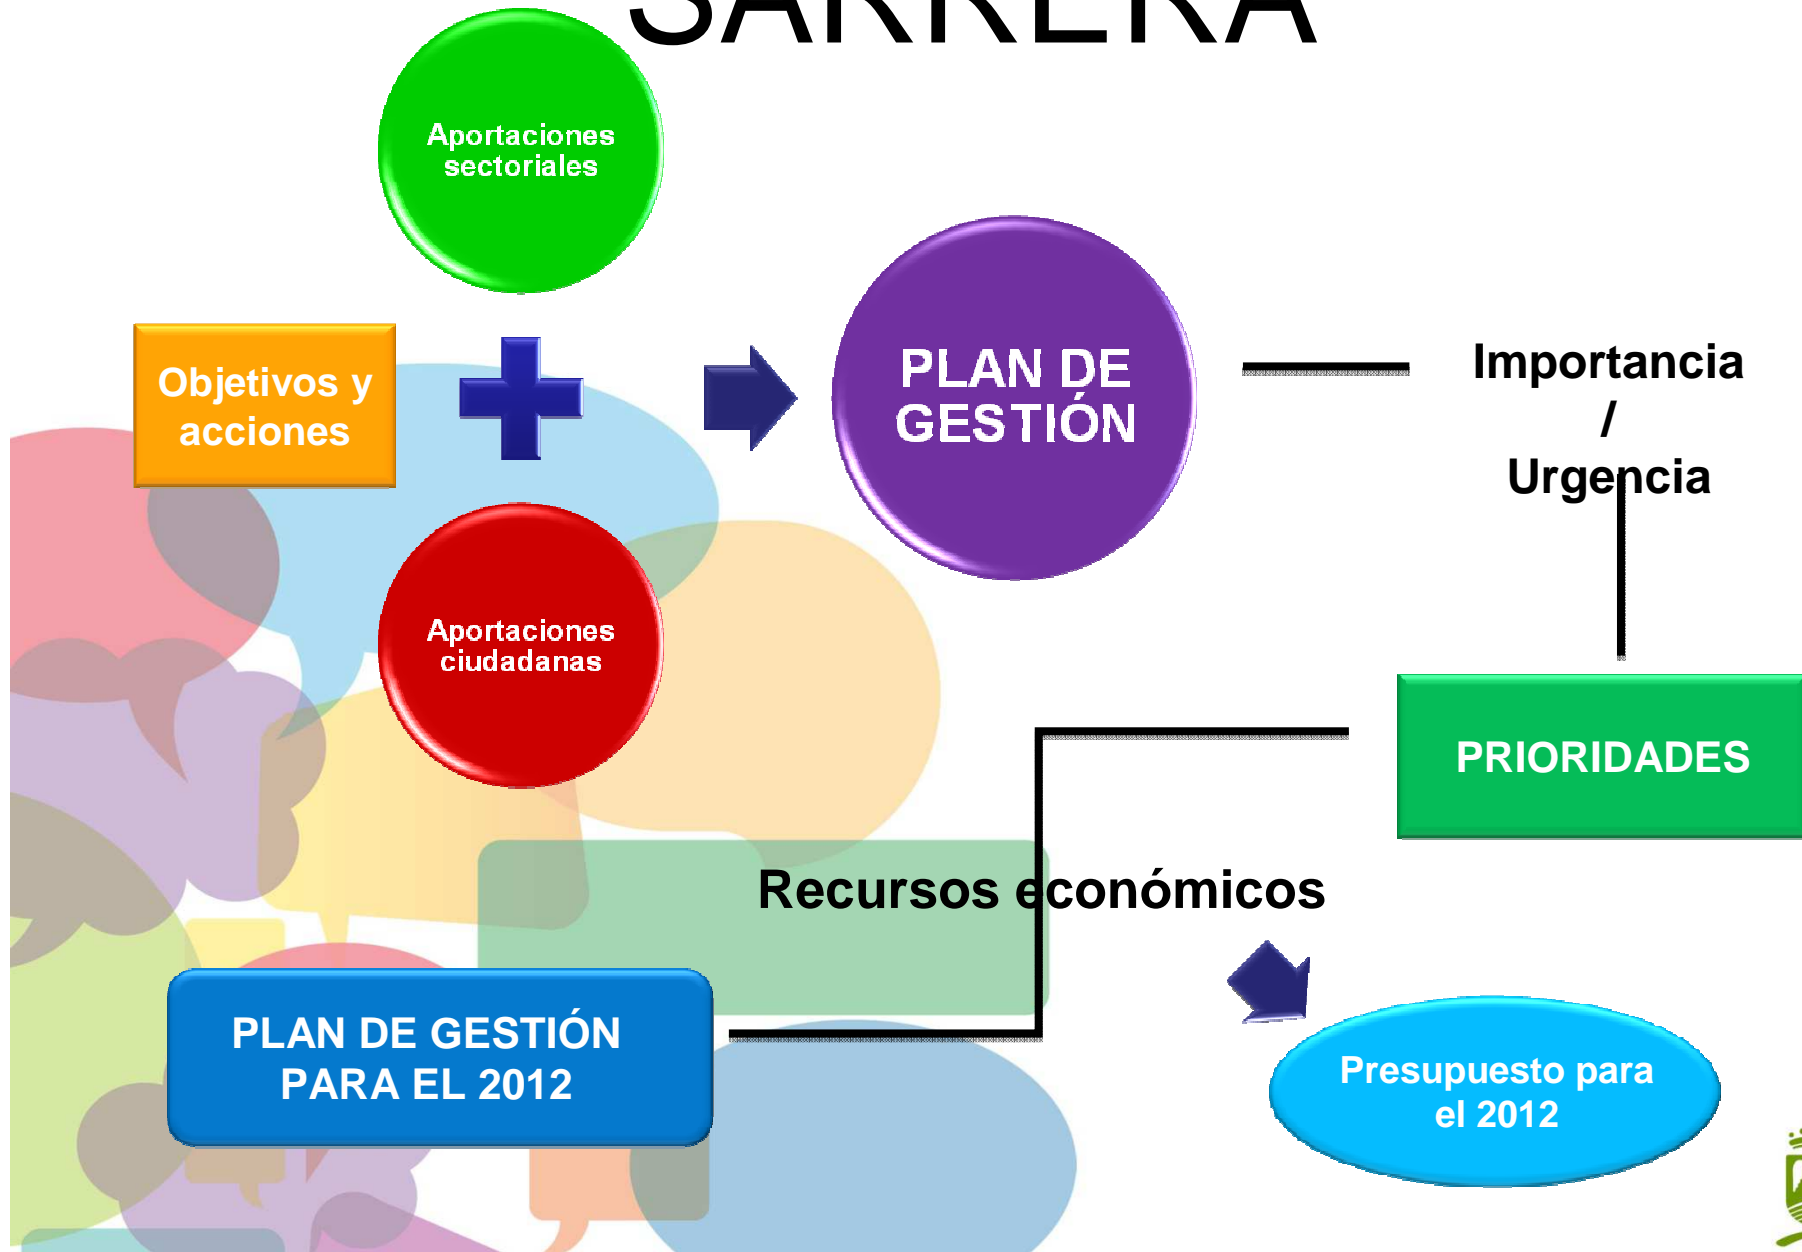 SARRERA
Aportaciones
sectoriales
Objetivos y
acciones
PLAN DE
GESTIÓN
Importancia
/
Urgencia
Aportaciones
ciudadanas
PRIORIDADES
Recursos económicos
PLAN DE GESTIÓN
PARA EL 2012
Presupuesto para
el 2012